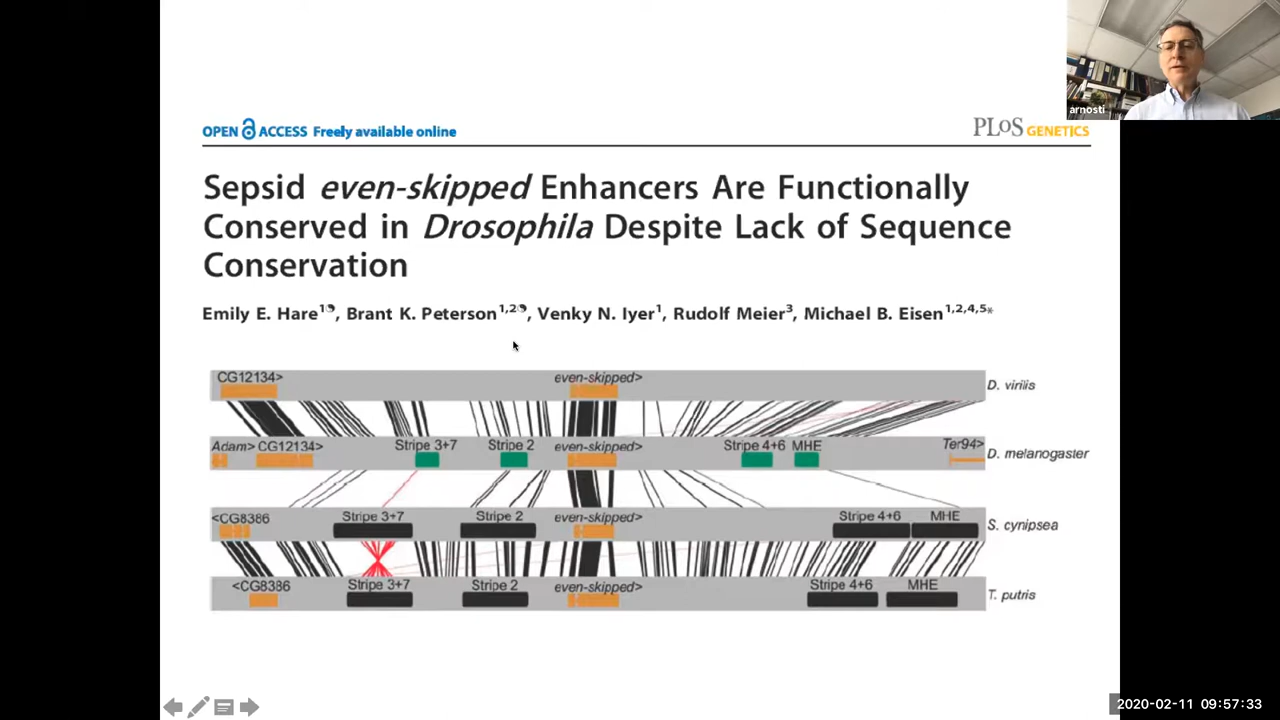 arnosti
OPEN ACCESS Freely available online
PLoS GENETICS
Sepsid even-skipped Enhancers Are Functionally
Conserved in Drosophila Despite Lack of Sequence
Conservation
Emily E. Hare1, Brant K. Peterson1,2, Venky N. Iyer1, Rudolf Meier3, Michael B. Eisen1,2,4,5*
CG12134> even-skipped> D. virilis
Adam> CG12134> Stripe 3+7 Stripe 2 even-skipped> Stripe 4+6 MHE Ter94> D. melanogaster
<CG8386 Stripe 3+7 Stripe 2 even-skipped> Stripe 4+6 MHE S. cynipsea
<CG8386 Stripe 3+7 Stripe 2 even-skipped> Stripe 4+6 MHE T. putris
2020-02-11 09:57:33